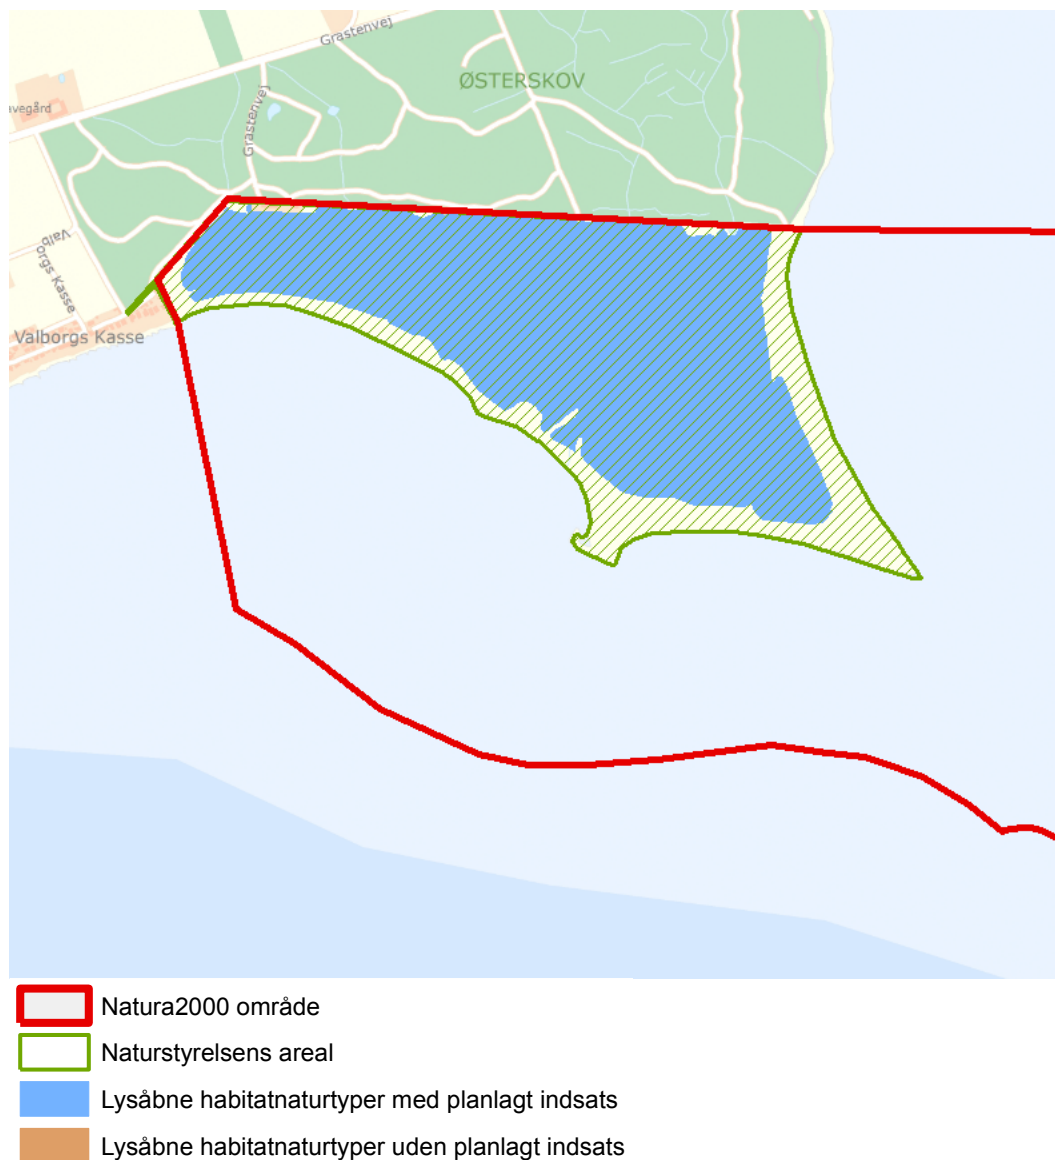 Grastenvej
ØSTERSKOV
avegård
Grastenvej
Valb
orgs Kasse
Valborgs Kasse
Natura2000 område
Naturstyrelsens areal
Lysåbne habitatnaturtyper med planlagt indsats
Lysåbne habitatnaturtyper uden planlagt indsats